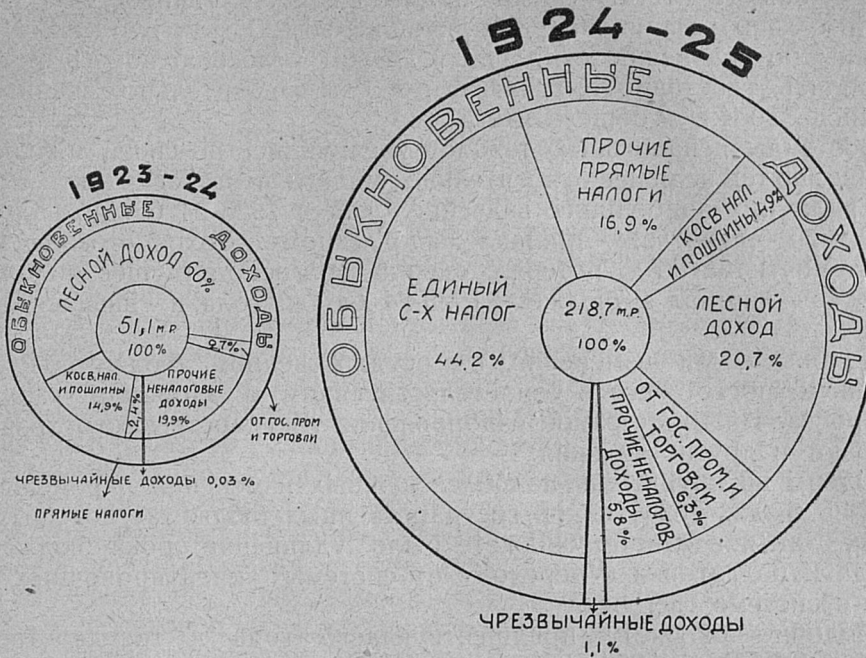 1923-24
ОБЫКНОВЕННЫЕ ДОХОДЫ
ЛЕСНОЙ ДОХОД 60%
51,1 м.р.
100%
2,7%
КОСВ. НАЛ.
И ПОШЛИНЫ
14,9%
2,4%
ПРОЧИЕ
НЕНАЛОГОВЫЕ
ДОХОДЫ
19,9%
ОТ ГОС. ПРОМ
И ТОРГОВЛИ
ЧРЕЗВЫЧАЙНЫЕ ДОХОДЫ 0,03%
ПРЯМЫЕ НАЛОГИ
1924-25
ОБЫКНОВЕННЫЕ ДОХОДЫ
ПРОЧИЕ
ПРЯМЫЕ
НАЛОГИ
16,9%
КОСВ. НАЛ.
И ПОШЛИНЫ 4,9%
ЕДИНЫЙ
С-Х НАЛОГ
44,2%
218,7 м.р.
100%
ЛЕСНОЙ
ДОХОД
20,7%
ОТ ГОС. ПРОМ. И
ТОРГОВЛИ
6,3%
ПРОЧИЕ НЕНАЛОГОВ.
ДОХОДЫ
5,8%
ЧРЕЗВЫЧАЙНЫЕ ДОХОДЫ
1,1%